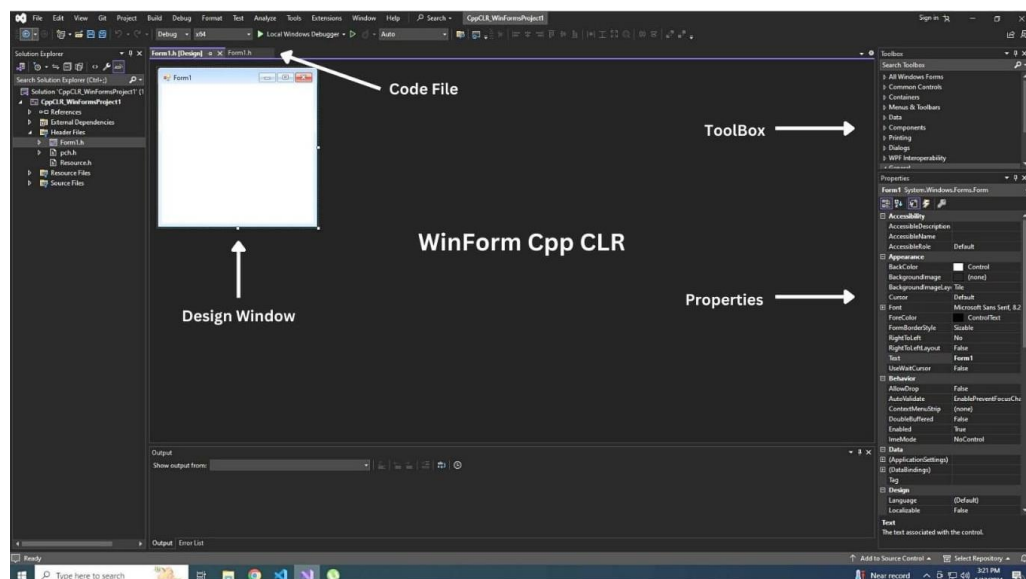 File Edit View Git Project Build Debug Format Test Analyze Tools Extensions Window Help Search CppCLR_WinFormsProject1 Sign in
Debug x64 Local Windows Debugger Auto
Solution Explorer
Search Solution Explorer (Ctrl+;)
Solution 'CppCLR_WinFormsProject1' (1
CppCLR_WinFormsProject1
References
External Dependencies
Header Files
Form1.h
pch.h
Resource.h
Resource Files
Source Files
Form1.h [Design] Form1.h
Form1
Code File
Design Window
WinForm Cpp CLR
ToolBox
Properties
Output
Show output from:
Output Error List
Toolbox
Search Toolbox
All Windows Forms
Common Controls
Containers
Menus & Toolbars
Data
Components
Printing
Dialogs
WPF Interoperability
General
Properties
Form1 System.Windows.Forms.Form
Accessibility
AccessibleDescription
AccessibleName
AccessibleRole Default
Appearance
BackColor Control
BackgroundImage (none)
BackgroundImageLay Tile
Cursor Default
Font Microsoft Sans Serif, 8.2
ForeColor ControlText
FormBorderStyle Sizable
RightToLeft No
RightToLeftLayout False
Text Form1
UseWaitCursor False
Behavior
AllowDrop False
AutoValidate EnablePreventFocusCha
ContextMenuStrip (none)
DoubleBuffered False
Enabled True
ImeMode NoControl
Data
(ApplicationSettings)
(DataBindings)
Tag
Design
Language (Default)
Localizable False
Text
The text associated with the control.
Ready Add to Source Control Select Repository
Type here to search Near record 3:21 PM